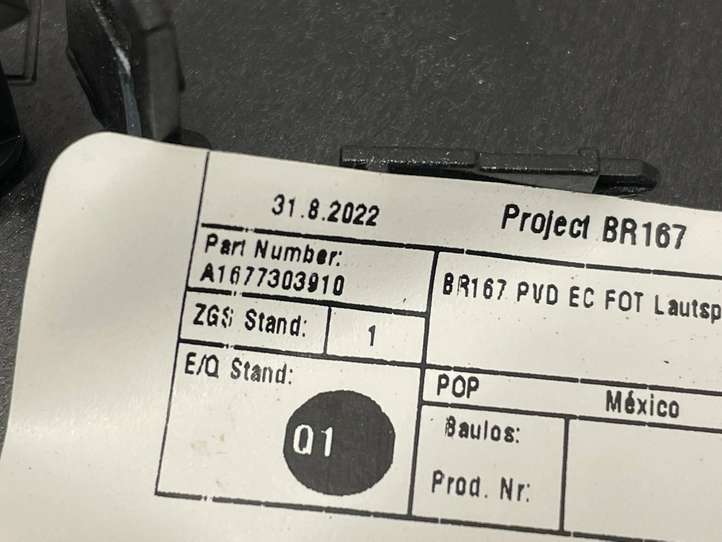 31.8.2022 Project BR167
Part Number:
A1677303910
BR167 PVD EC FOT Lautsp
ZGS Stand: 1
E/Q Stand:
Q1
POP México
Baulos:
Prod. Nr: